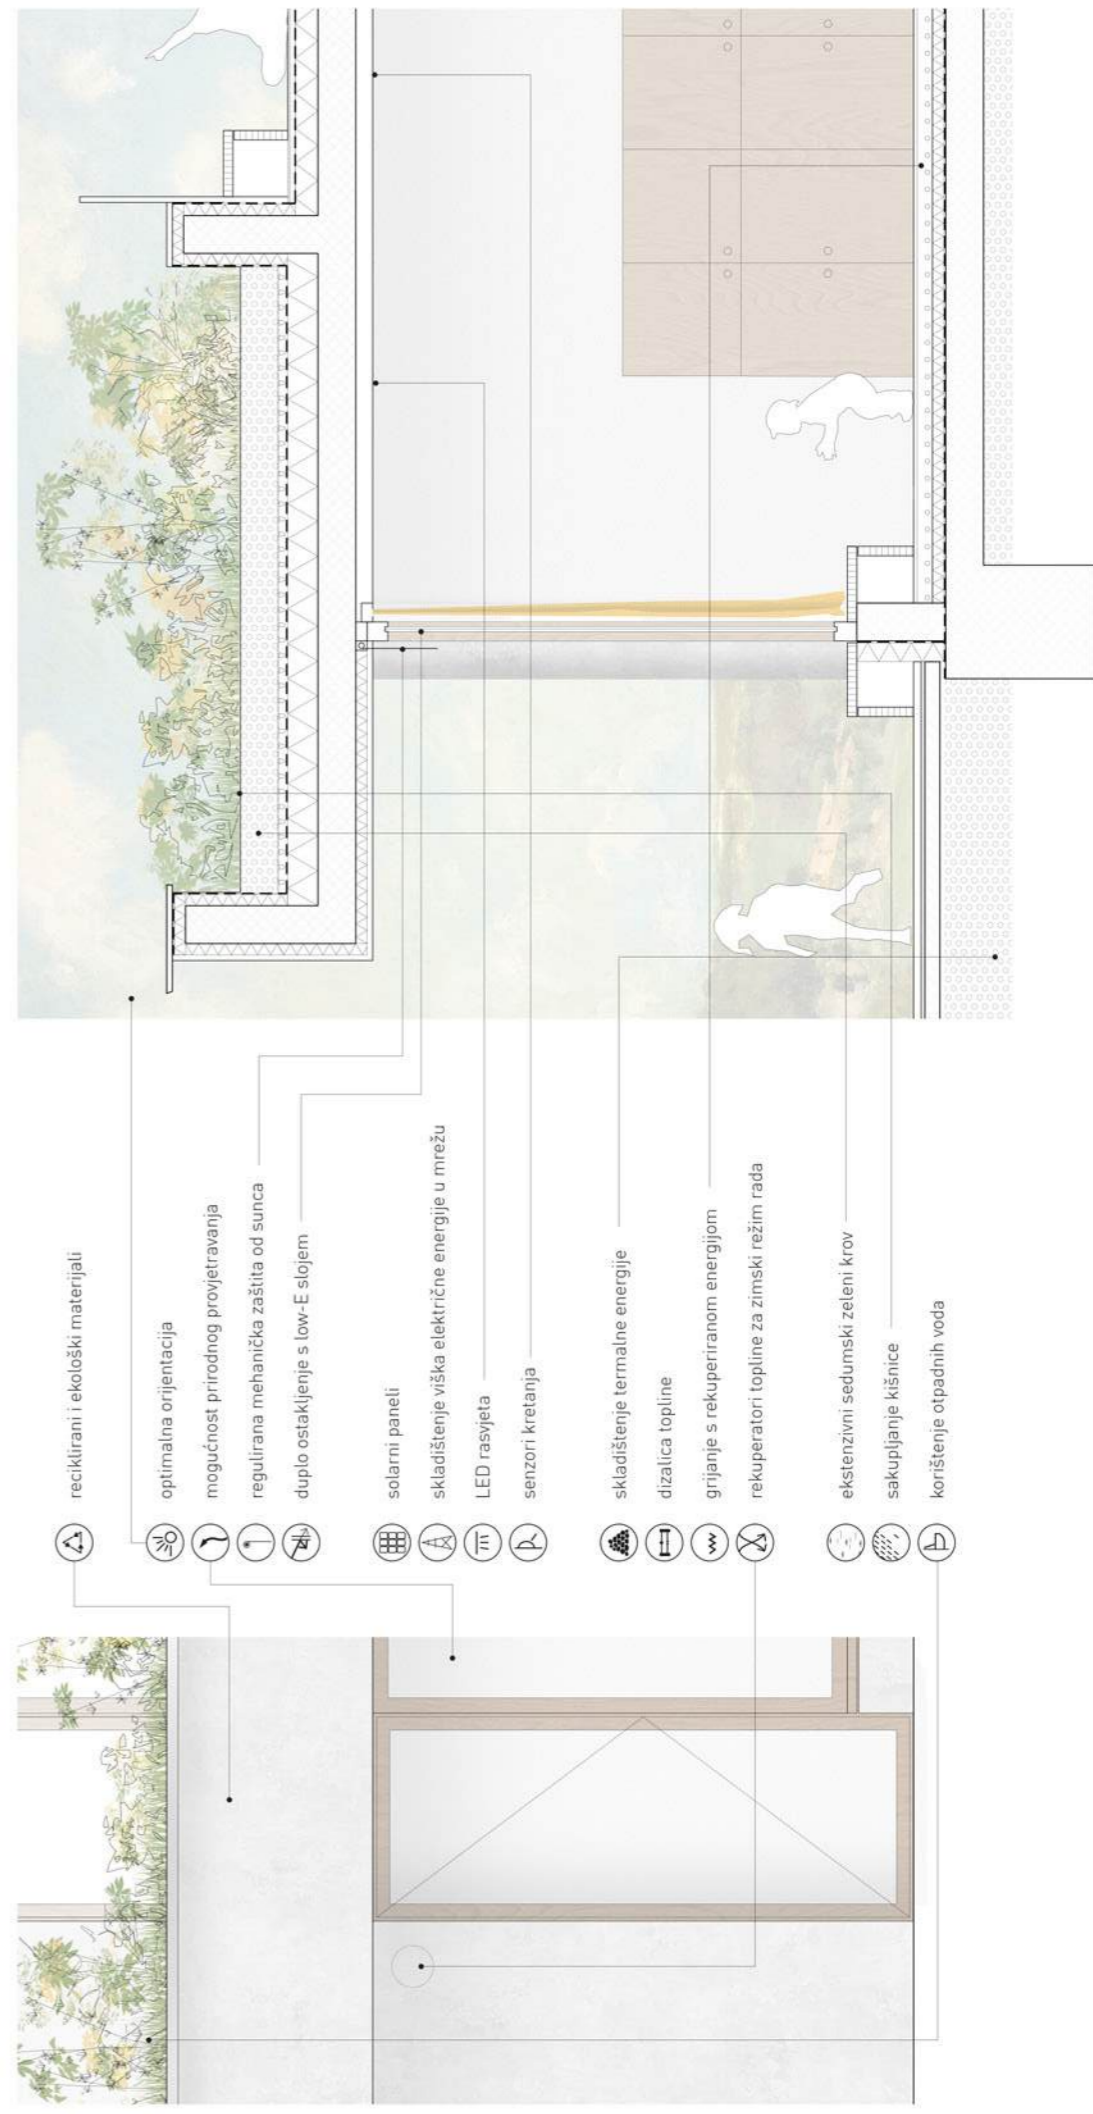 reciklirani i ekološki materijali
optimalna orijentacija
mogućnost prirodnog provjetravanja
regulirana mehanička zaštita od sunca
duplo ostakljenje s low-E slojem
solarni paneli
skladištenje viška električne energije u mrežu
LED rasvjeta
senzori kretanja
skladištenje termalne energije
dizalica topline
grijanje s rekuperiranom energijom
rekuperatori topline za zimski režim rada
ekstenzivni sedumski zeleni krov
sakupljanje kišnice
korištenje otpadnih voda